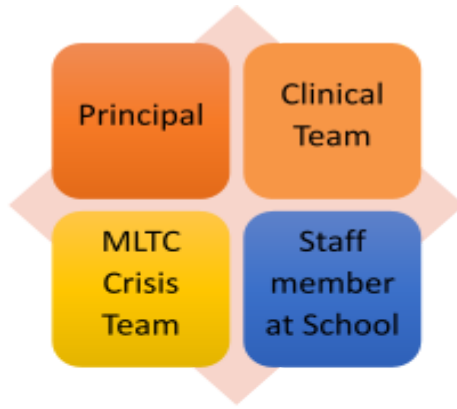 Principal
Clinical
Team
MLTC
Crisis
Team
Staff
member
at School